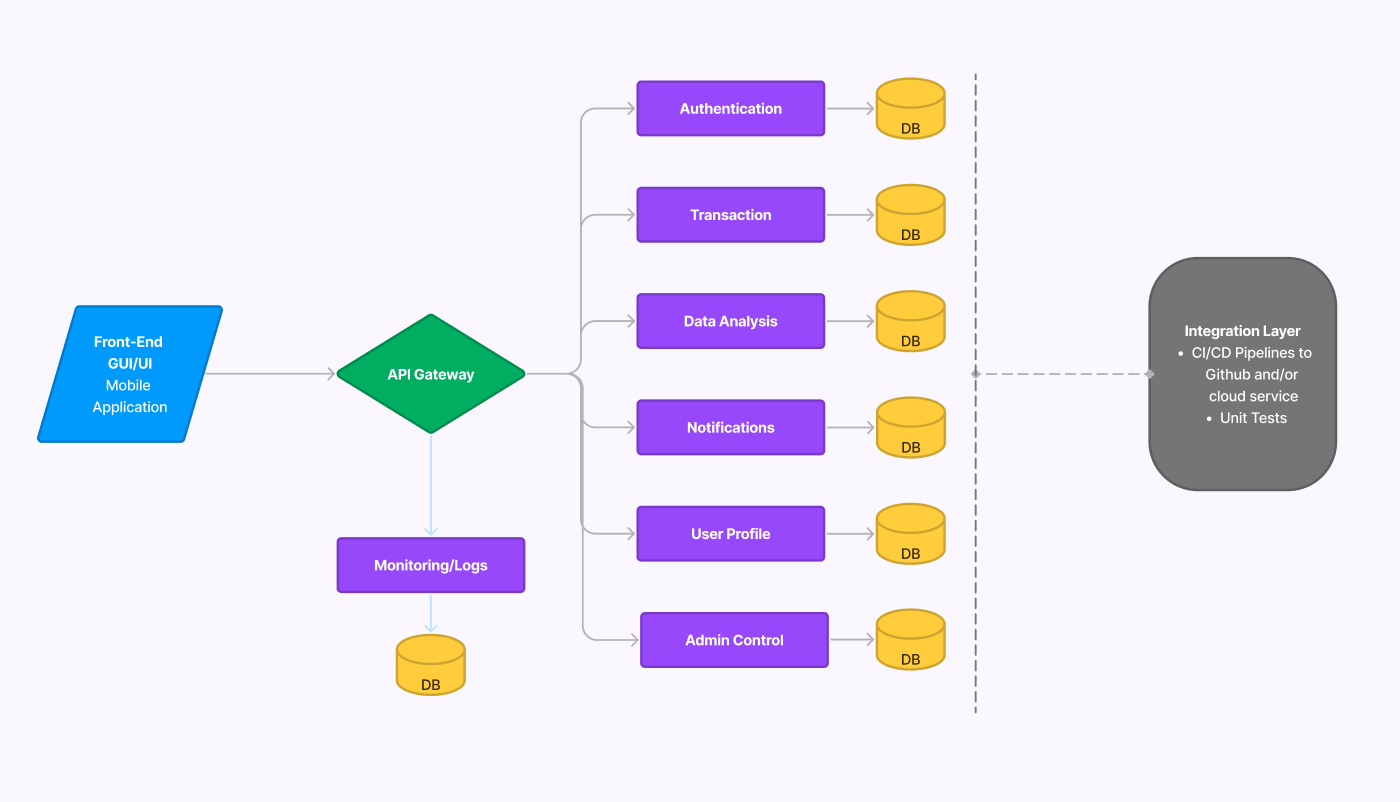 Front-End
GUI/UI
Mobile
Application
API Gateway
Monitoring/Logs
DB
Authentication
DB
Transaction
DB
Data Analysis
DB
Notifications
DB
User Profile
DB
Admin Control
DB
Integration Layer
• CI/CD Pipelines to
Github and/or
cloud service
• Unit Tests